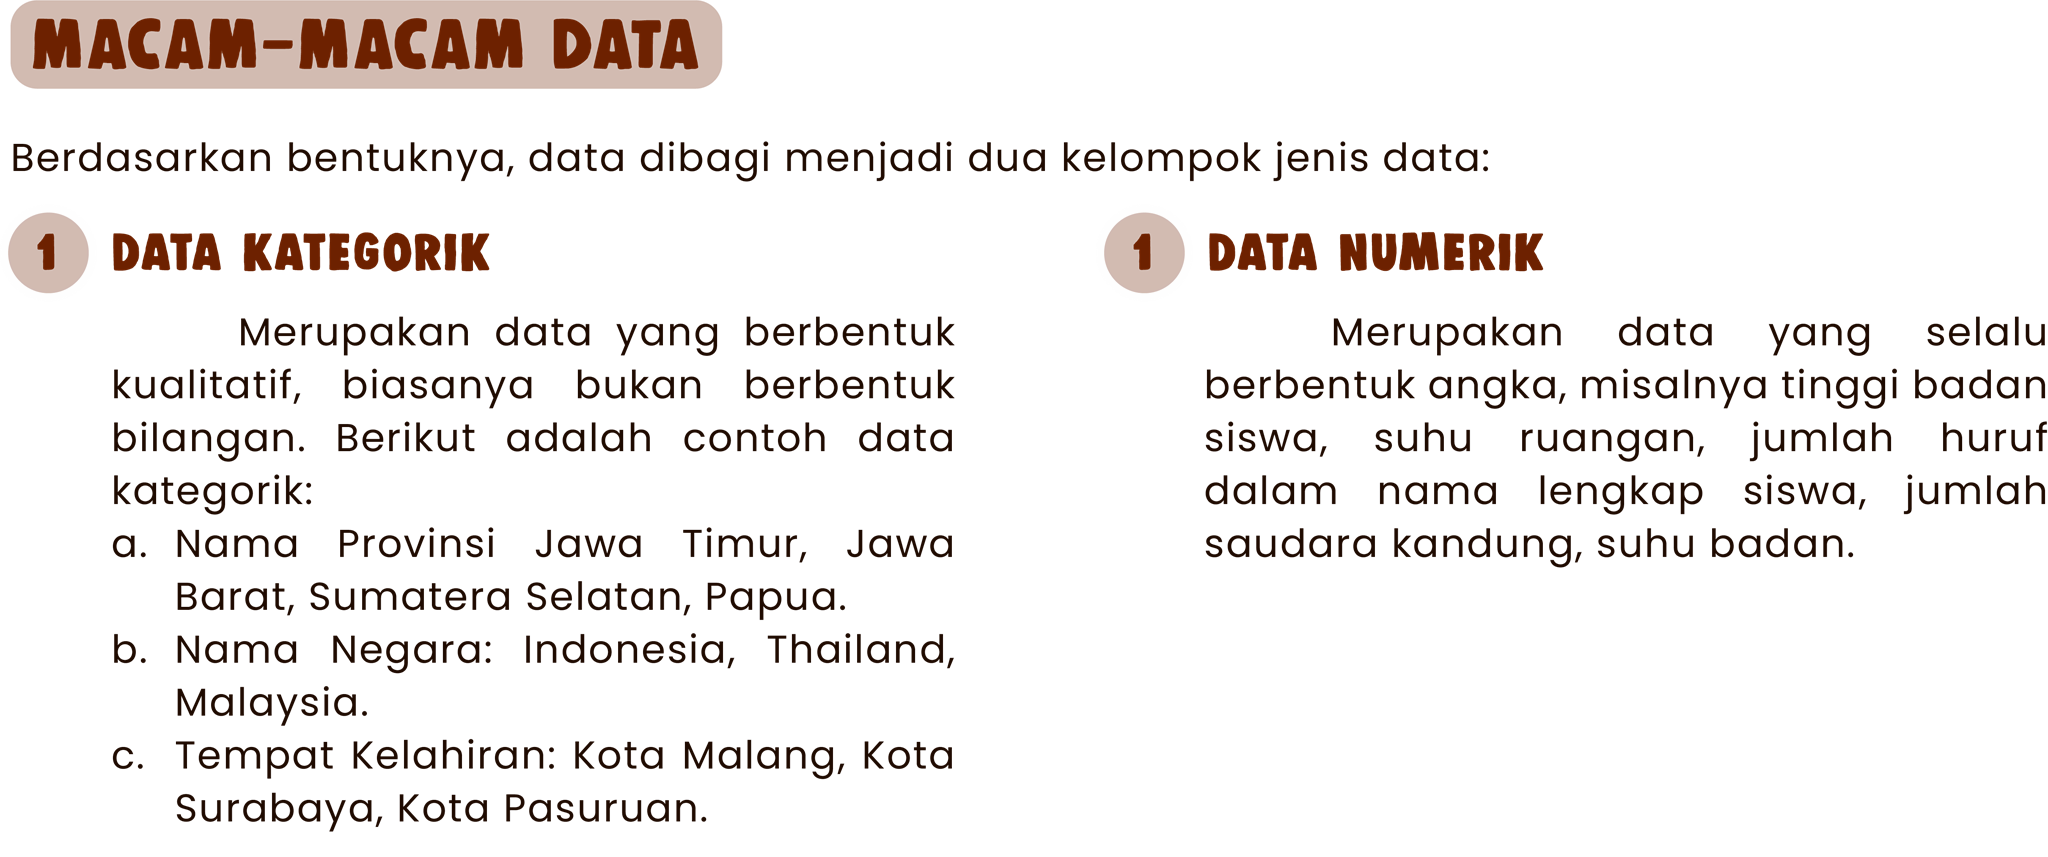 MACAM-MACAM DATA
Berdasarkan bentuknya, data dibagi menjadi dua kelompok jenis data:
1 DATA KATEGORIK
Merupakan data yang berbentuk
kualitatif, biasanya bukan berbentuk
bilangan. Berikut adalah contoh data
kategorik:
a. Nama Provinsi Jawa Timur, Jawa
Barat, Sumatera Selatan, Papua.
b. Nama Negara: Indonesia, Thailand,
Malaysia.
c. Tempat Kelahiran: Kota Malang, Kota
Surabaya, Kota Pasuruan.
1 DATA NUMERIK
Merupakan data yang selalu
berbentuk angka, misalnya tinggi badan
siswa, suhu ruangan, jumlah huruf
dalam nama lengkap siswa, jumlah
saudara kandung, suhu badan.